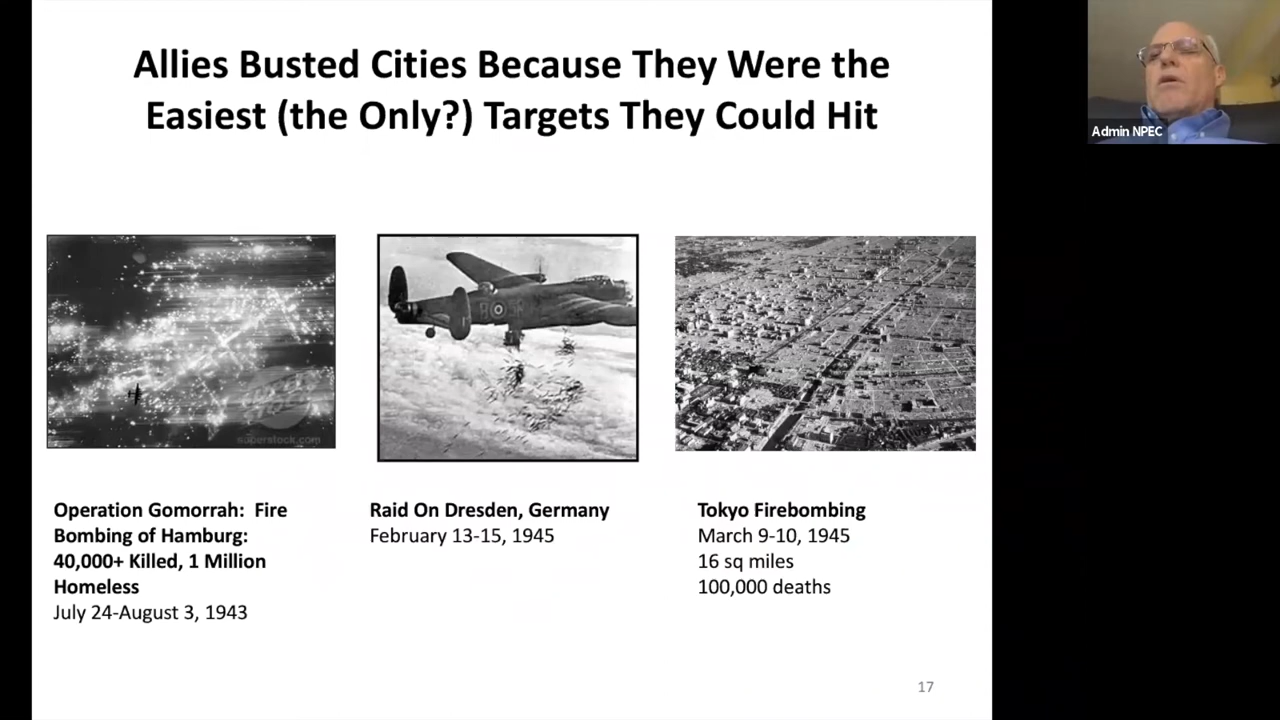 Allies Busted Cities Because They Were the
Easiest (the Only?) Targets They Could Hit
Admin NPEC
superstock.com
Operation Gomorrah: Fire
Bombing of Hamburg:
40,000+ Killed, 1 Million
Homeless
July 24-August 3, 1943
Raid On Dresden, Germany
February 13-15, 1945
Tokyo Firebombing
March 9-10, 1945
16 sq miles
100,000 deaths
17